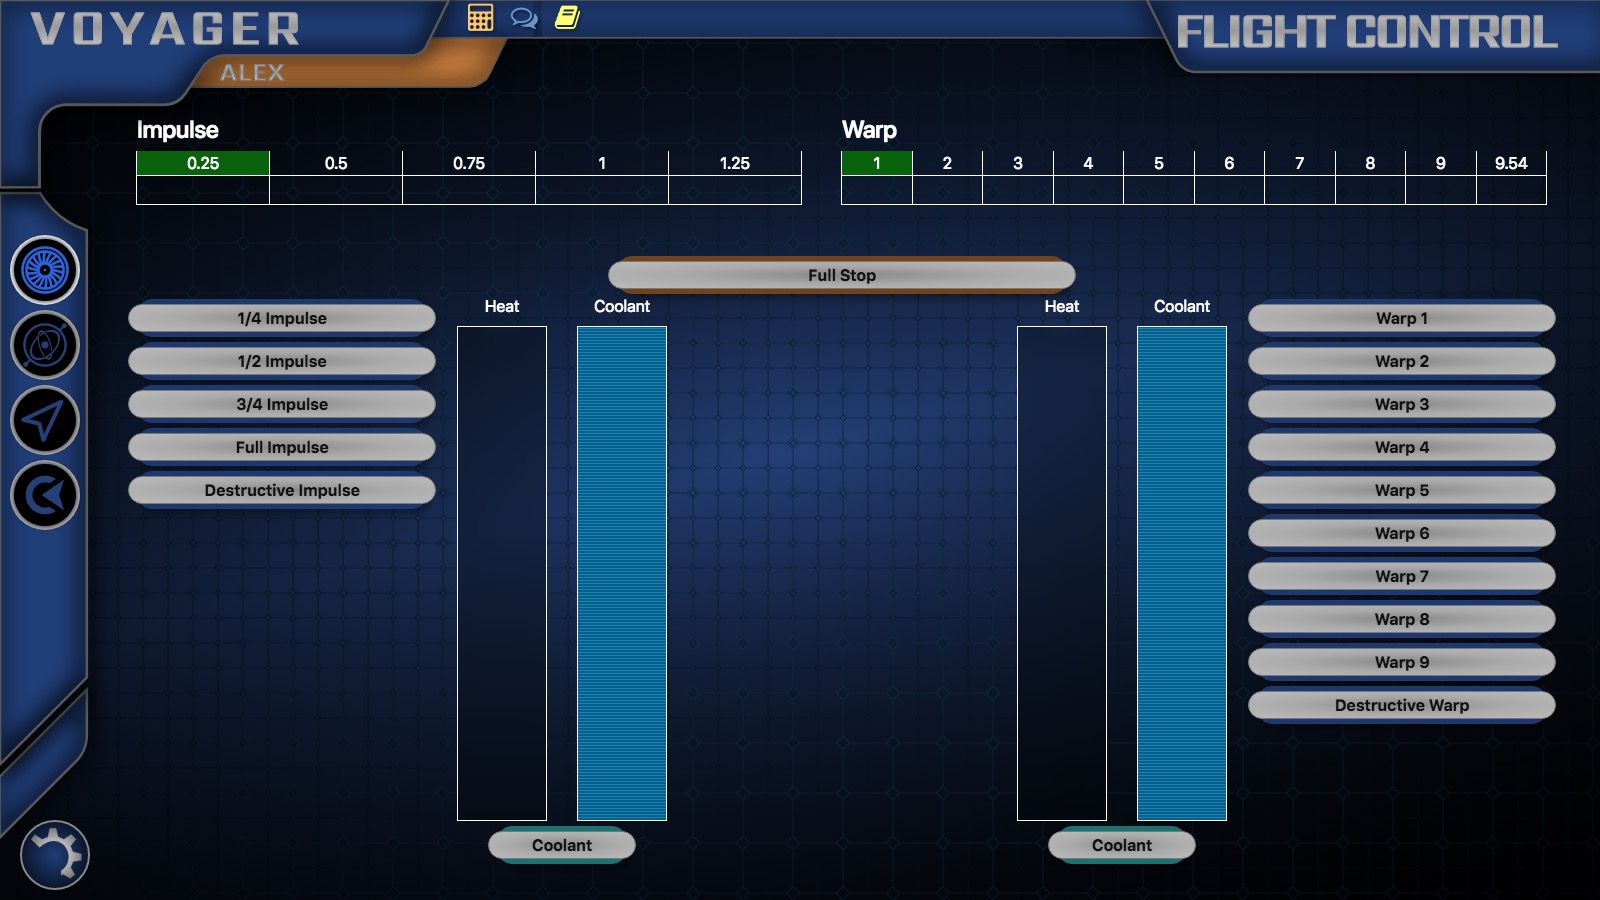 VOYAGER
FLIGHT CONTROL
ALEX
Impulse
0.25 0.5 0.75 1 1.25
Warp
1 2 3 4 5 6 7 8 9 9.54
Full Stop
1/4 Impulse
1/2 Impulse
3/4 Impulse
Full Impulse
Destructive Impulse
Heat Coolant
Coolant
Heat Coolant
Coolant
Warp 1
Warp 2
Warp 3
Warp 4
Warp 5
Warp 6
Warp 7
Warp 8
Warp 9
Destructive Warp